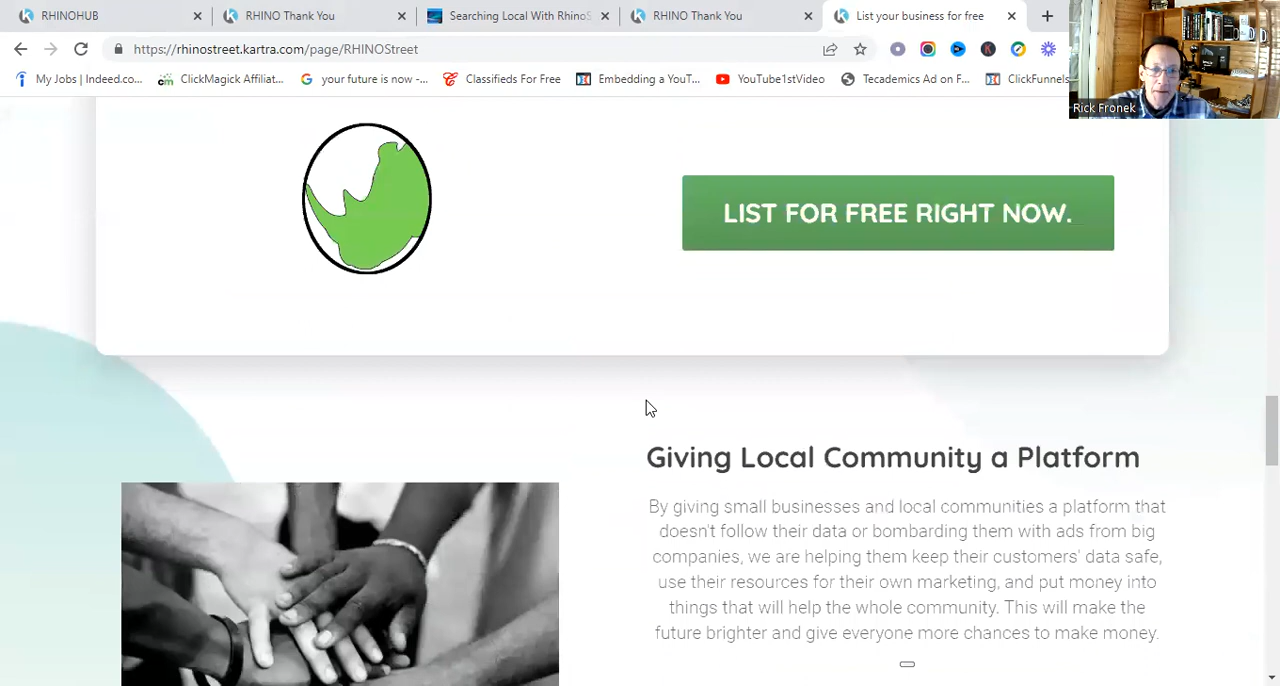 RHINOHUB
RHINO Thank You
Searching Local With RhinoS
RHINO Thank You
List your business for free
https://rhinostreet.kartra.com/page/RHINOStreet
My Jobs | Indeed.co...
ClickMagick Affiliat...
your future is now -...
Ads For Free
Embedding a YouT...
YouTube1stVideo
Tecademics Ad on F...
ClickFunnels
Rick Fronek
LIST FOR FREE RIGHT NOW.
Giving Local Community a Platform
By giving small businesses and local communities a platform that
doesn't follow their data or bombarding them with ads from big
companies, we are helping them keep their customers' data safe,
use their resources for their own marketing, and put money into
things that will help the whole community. This will make the
future brighter and give everyone more chances to make money.